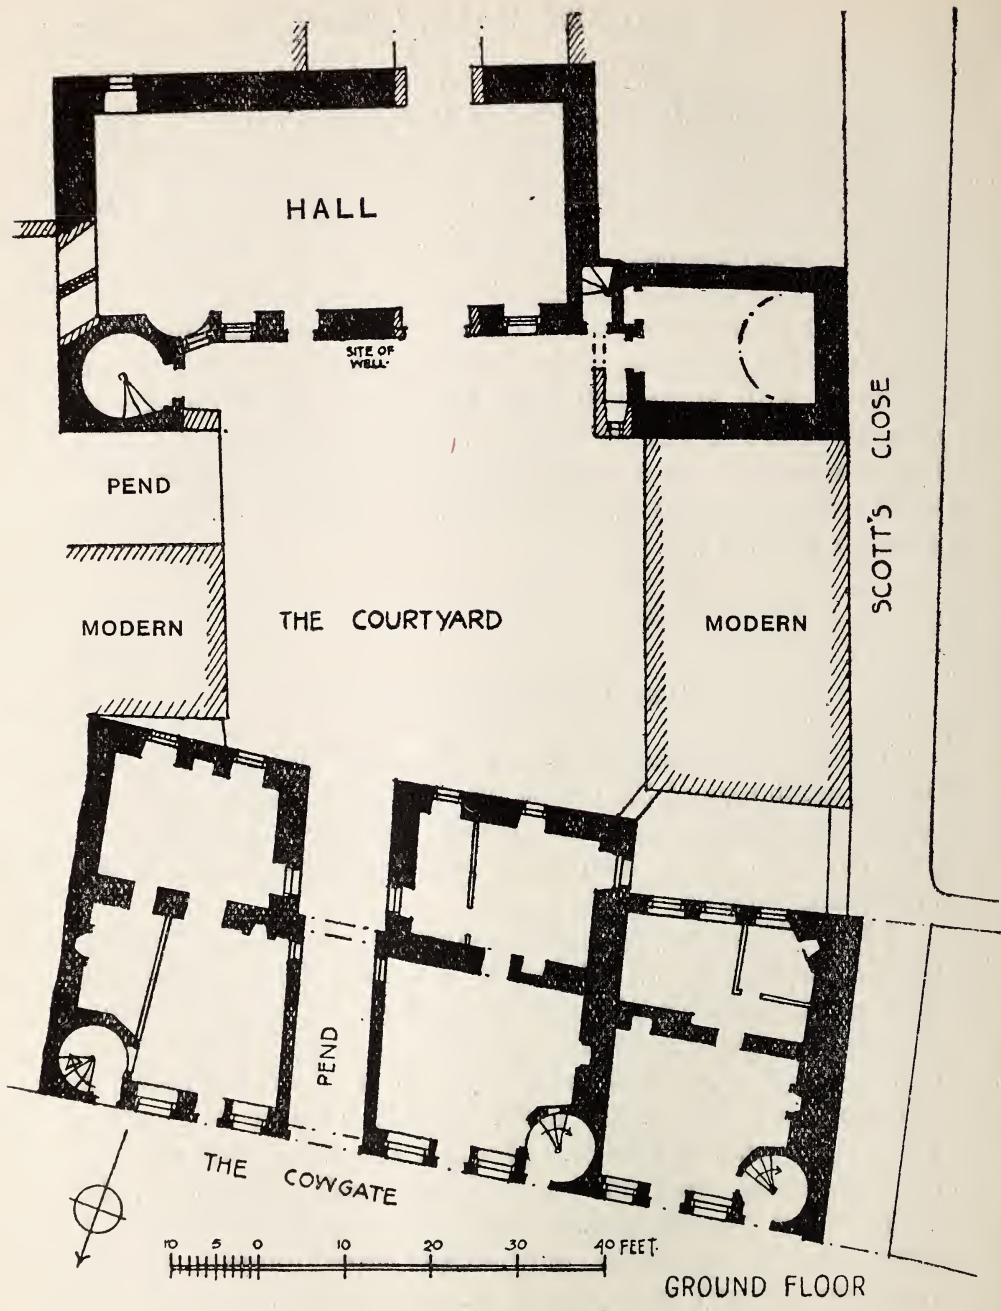 HALL
SITE OF
WELL.
SCOTT'S CLOSE
PEND
MODERN
THE COURTYARD
MODERN
PEND
THE COWGATE
10 5 0 10 20 30 40 FEET.
GROUND FLOOR